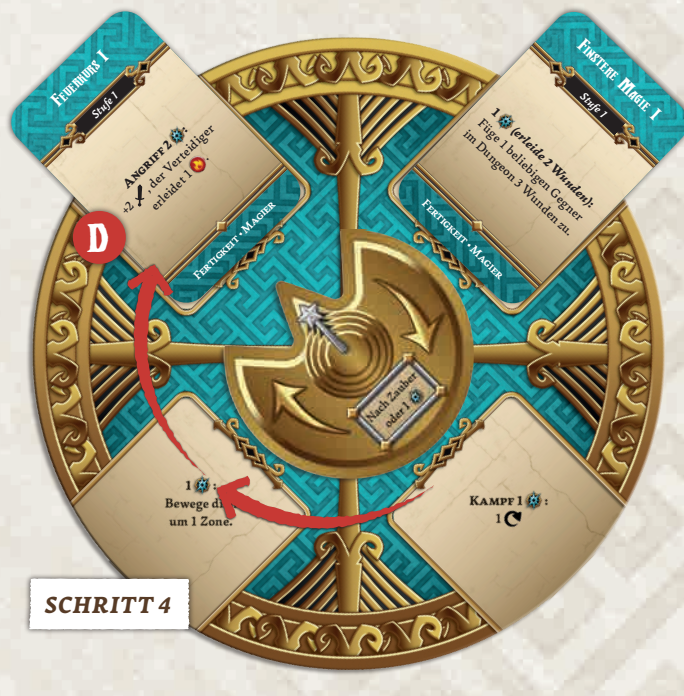 Feuerkurs I
Stufe 1
Angriff 2 :
+2 , der Verteidiger
erleidet 1 .
Fertigkeit • Magier
D
Finstere Magie I
Stufe 1
1 (erleide 2 Wunden):
Füge 1 beliebigen Gegner
im Dungeon 3 Wunden zu.
Fertigkeit • Magier
Nach Zauber
oder 1
1 :
Bewege
um 1 Zone.
Kampf 1 :
1
SCHRITT 4